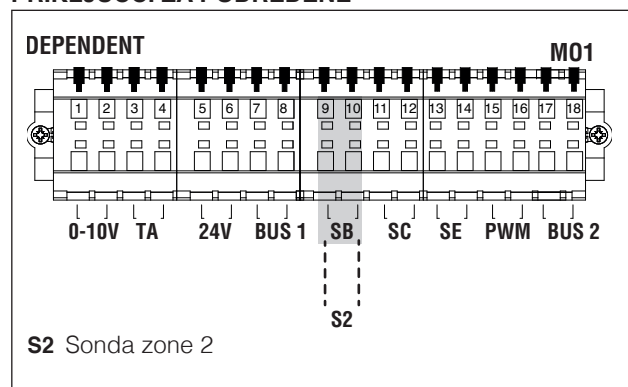 DEPENDENT
M01
1 2 3 4 5 6 7 8 9 10 11 12 13 14 15 16 17 18
0-10V TA 24V BUS 1 SB SC SE PWM BUS 2
S2
S2 Sonda zone 2